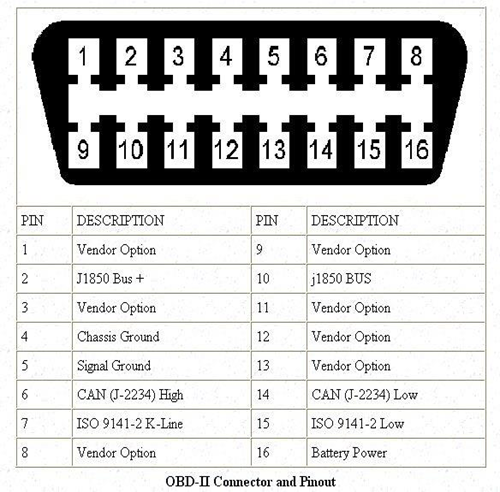 1 2 3 4 5 6 7 8
9 10 11 12 13 14 15 16
PIN DESCRIPTION PIN DESCRIPTION
1 Vendor Option 9 Vendor Option
2 J1850 Bus + 10 j1850 BUS
3 Vendor Option 11 Vendor Option
4 Chassis Ground 12 Vendor Option
5 Signal Ground 13 Vendor Option
6 CAN (J-2234) High 14 CAN (J-2234) Low
7 ISO 9141-2 K-Line 15 ISO 9141-2 Low
8 Vendor Option 16 Battery Power
OBD-II Connector and Pinout